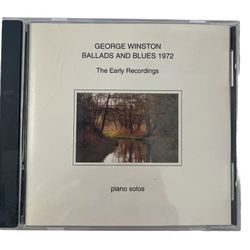 GEORGE WINSTON
BALLADS AND BLUES 1972
The Early Recordings
piano solos